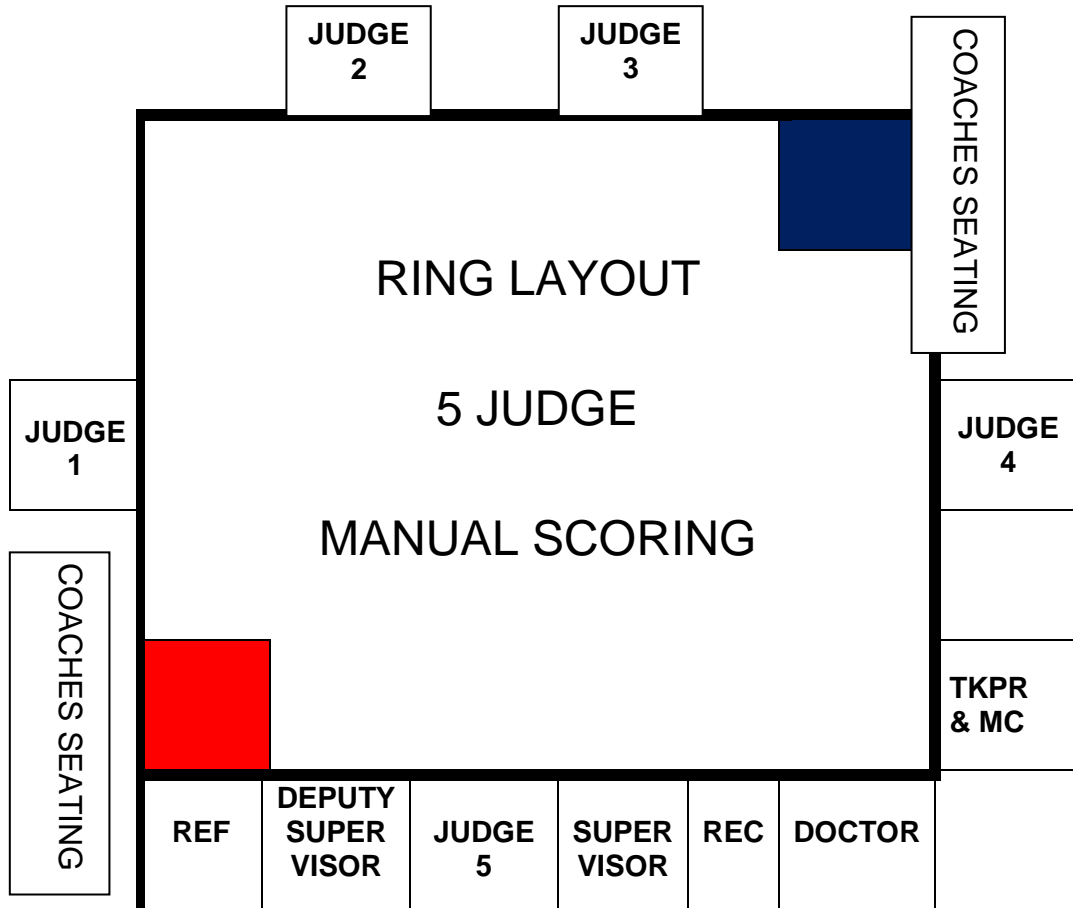 JUDGE
2
JUDGE
3
COACHES SEATING
RING LAYOUT
5 JUDGE
MANUAL SCORING
JUDGE
1
JUDGE
4
COACHES SEATING
TKPR
& MC
REF
DEPUTY
SUPER
VISOR
JUDGE
5
SUPER
VISOR
REC
DOCTOR